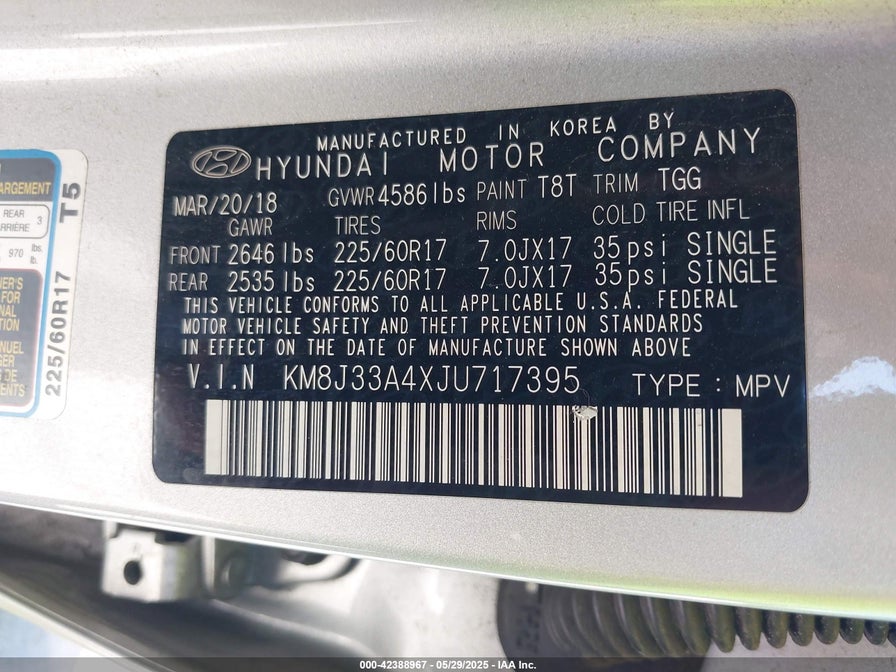 MANUFACTURED IN KOREA BY
HYUNDAI MOTOR COMPANY
MAR/20/18 GVWR 4586 lbs PAINT T8T TRIM TGG
GAWR TIRES RIMS COLD TIRE INFL
FRONT 2646 lbs 225/60R17 7.0JX17 35psi SINGLE
REAR 2535 lbs 225/60R17 7.0JX17 35psi SINGLE
THIS VEHICLE CONFORMS TO ALL APPLICABLE U.S.A. FEDERAL
MOTOR VEHICLE SAFETY AND THEFT PREVENTION STANDARDS
IN EFFECT ON THE DATE OF MANUFACTURE SHOWN ABOVE
V.I.N KM8J33A4XJU717395 TYPE : MPV
REAR
3
970 lbs.
lb.
225/60R17 T5
000-42388967 - 05/29/2025 - IAA Inc.